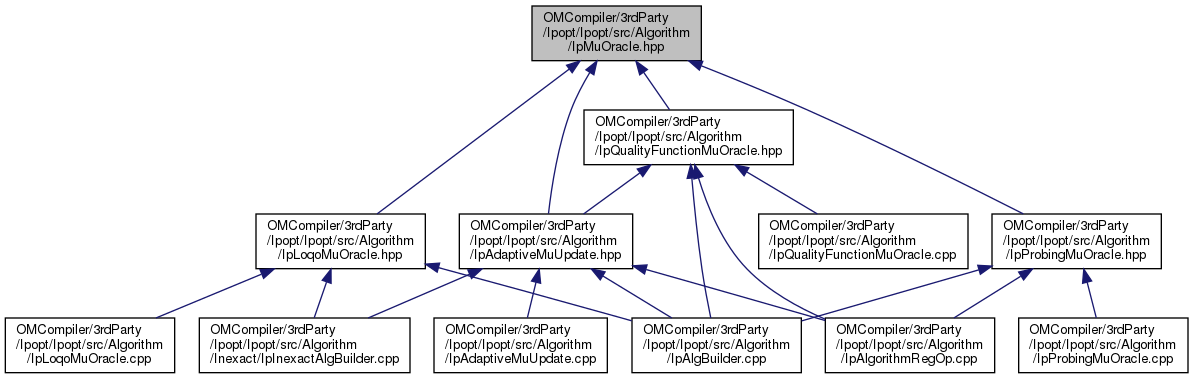 OMCompiler/3rdParty
/Ipopt/Ipopt/src/Algorithm
/IpMuOracle.hpp
OMCompiler/3rdParty
/Ipopt/Ipopt/src/Algorithm
/IpQualityFunctionMuOracle.hpp
OMCompiler/3rdParty
/Ipopt/Ipopt/src/Algorithm
/IpLoqoMuOracle.hpp
OMCompiler/3rdParty
/Ipopt/Ipopt/src/Algorithm
/IpAdaptiveMuUpdate.hpp
OMCompiler/3rdParty
/Ipopt/Ipopt/src/Algorithm
/IpQualityFunctionMuOracle.cpp
OMCompiler/3rdParty
/Ipopt/Ipopt/src/Algorithm
/IpProbingMuOracle.hpp
OMCompiler/3rdParty
/Ipopt/Ipopt/src/Algorithm
/IpLoqoMuOracle.cpp
OMCompiler/3rdParty
/Ipopt/Ipopt/src/Algorithm
/Inexact/IpInexactAlgBuilder.cpp
OMCompiler/3rdParty
/Ipopt/Ipopt/src/Algorithm
/IpAdaptiveMuUpdate.cpp
OMCompiler/3rdParty
/Ipopt/Ipopt/src/Algorithm
/IpAlgBuilder.cpp
OMCompiler/3rdParty
/Ipopt/Ipopt/src/Algorithm
/IpAlgorithmRegOp.cpp
OMCompiler/3rdParty
/Ipopt/Ipopt/src/Algorithm
/IpProbingMuOracle.cpp